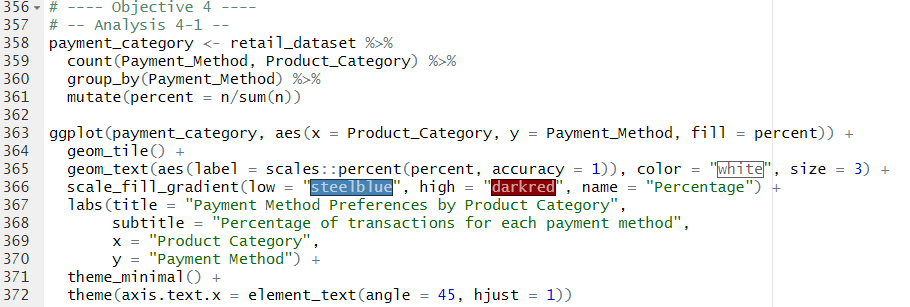 356 # ---- Objective 4 ----
357 # -- Analysis 4-1 --
358 payment_category <- retail_dataset %>%
359   count(Payment_Method, Product_Category) %>%
360   group_by(Payment_Method) %>%
361   mutate(percent = n/sum(n))
362
363 ggplot(payment_category, aes(x = Product_Category, y = Payment_Method, fill = percent)) +
364   geom_tile() +
365   geom_text(aes(label = scales::percent(percent, accuracy = 1)), color = "white", size = 3) +
366   scale_fill_gradient(low = "steelblue", high = "darkred", name = "Percentage") +
367   labs(title = "Payment Method Preferences by Product Category",
368        subtitle = "Percentage of transactions for each payment method",
369        x = "Product Category",
370        y = "Payment Method") +
371   theme_minimal() +
372   theme(axis.text.x = element_text(angle = 45, hjust = 1))